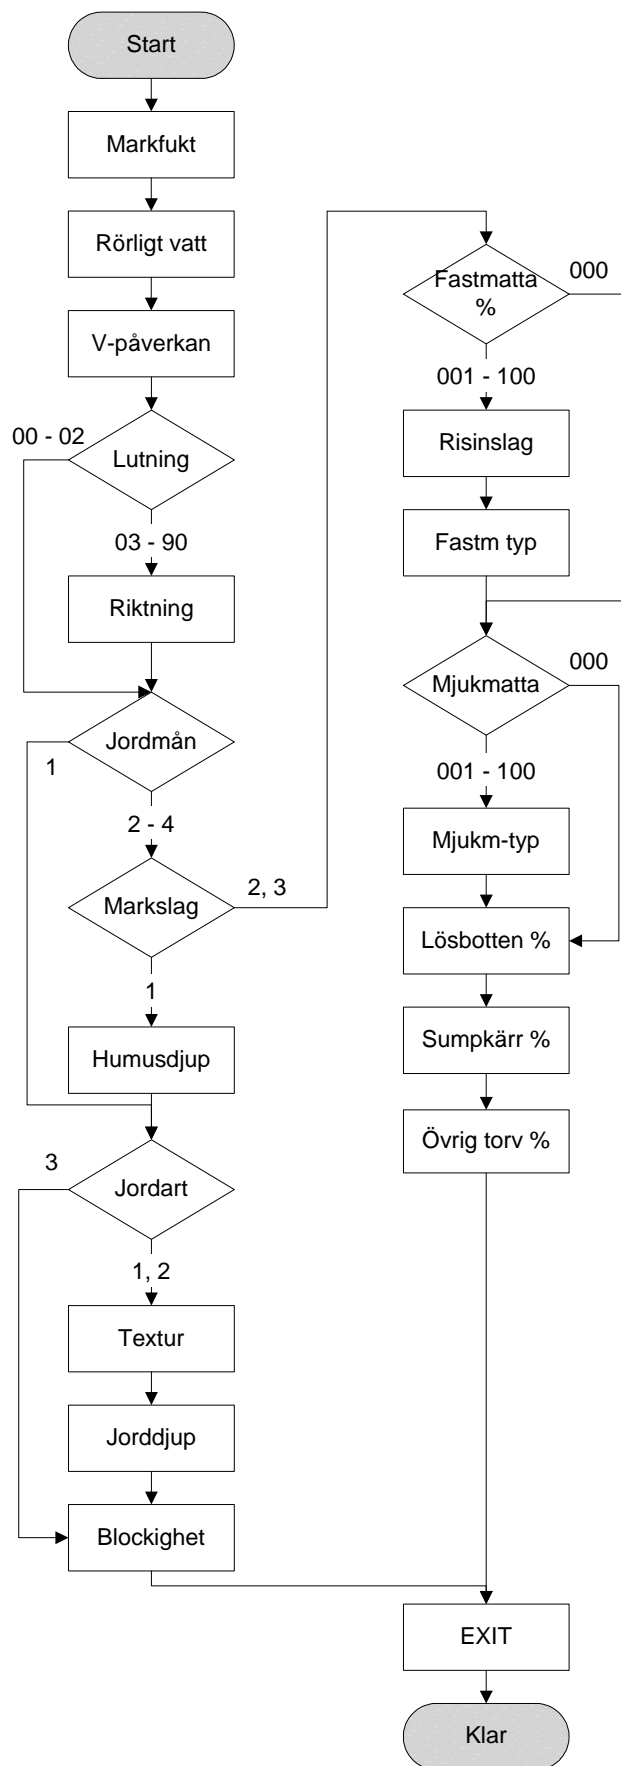 Start
Markfukt
Rörligt vatt
V-påverkan
00 - 02
Lutning
03 - 90
Riktning
Jordmån
1
2 - 4
Markslag
2, 3
1
Humusdjup
3
Jordart
1, 2
Textur
Jorddjup
Blockighet
Fastmatta
%
000
001 - 100
Risinslag
Fastm typ
Mjukmatta
000
001 - 100
Mjukm-typ
Lösbotten %
Sumpkärr %
Övrig torv %
EXIT
Klar